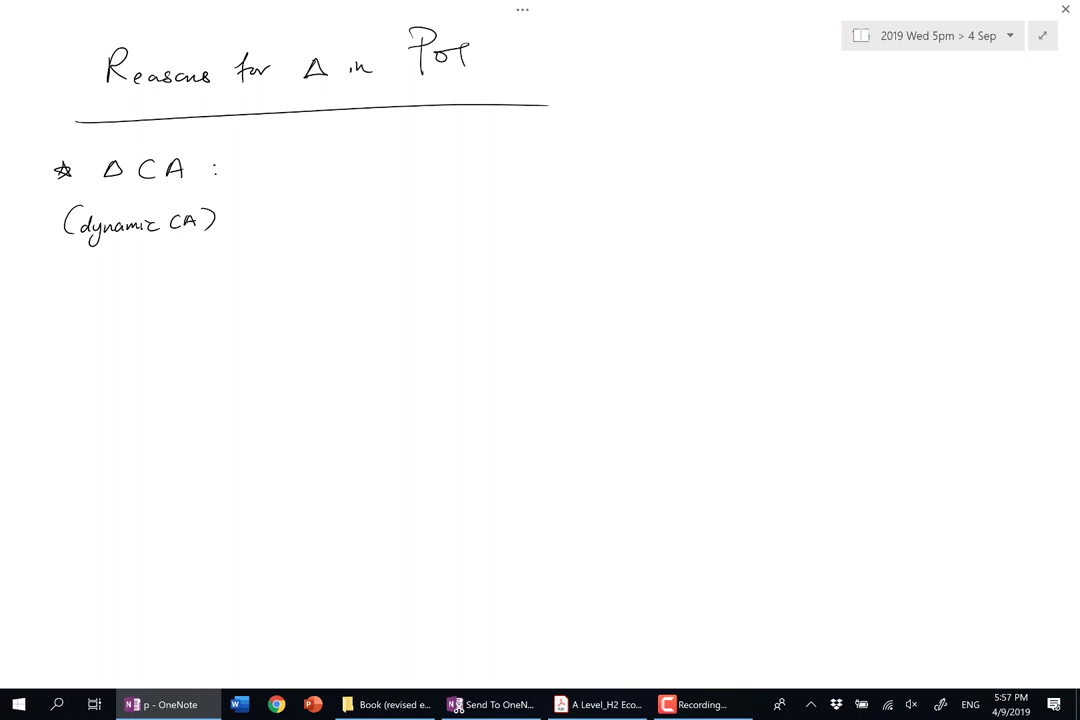 2019 Wed 5pm > 4 Sep
Reasons for Δ in PoT
☆ Δ CA :
(dynamic CA)
p - OneNote
Book (revised e...
Send To OneN...
A Level_H2 Eco...
Recording...
ENG
5:57 PM
4/9/2019